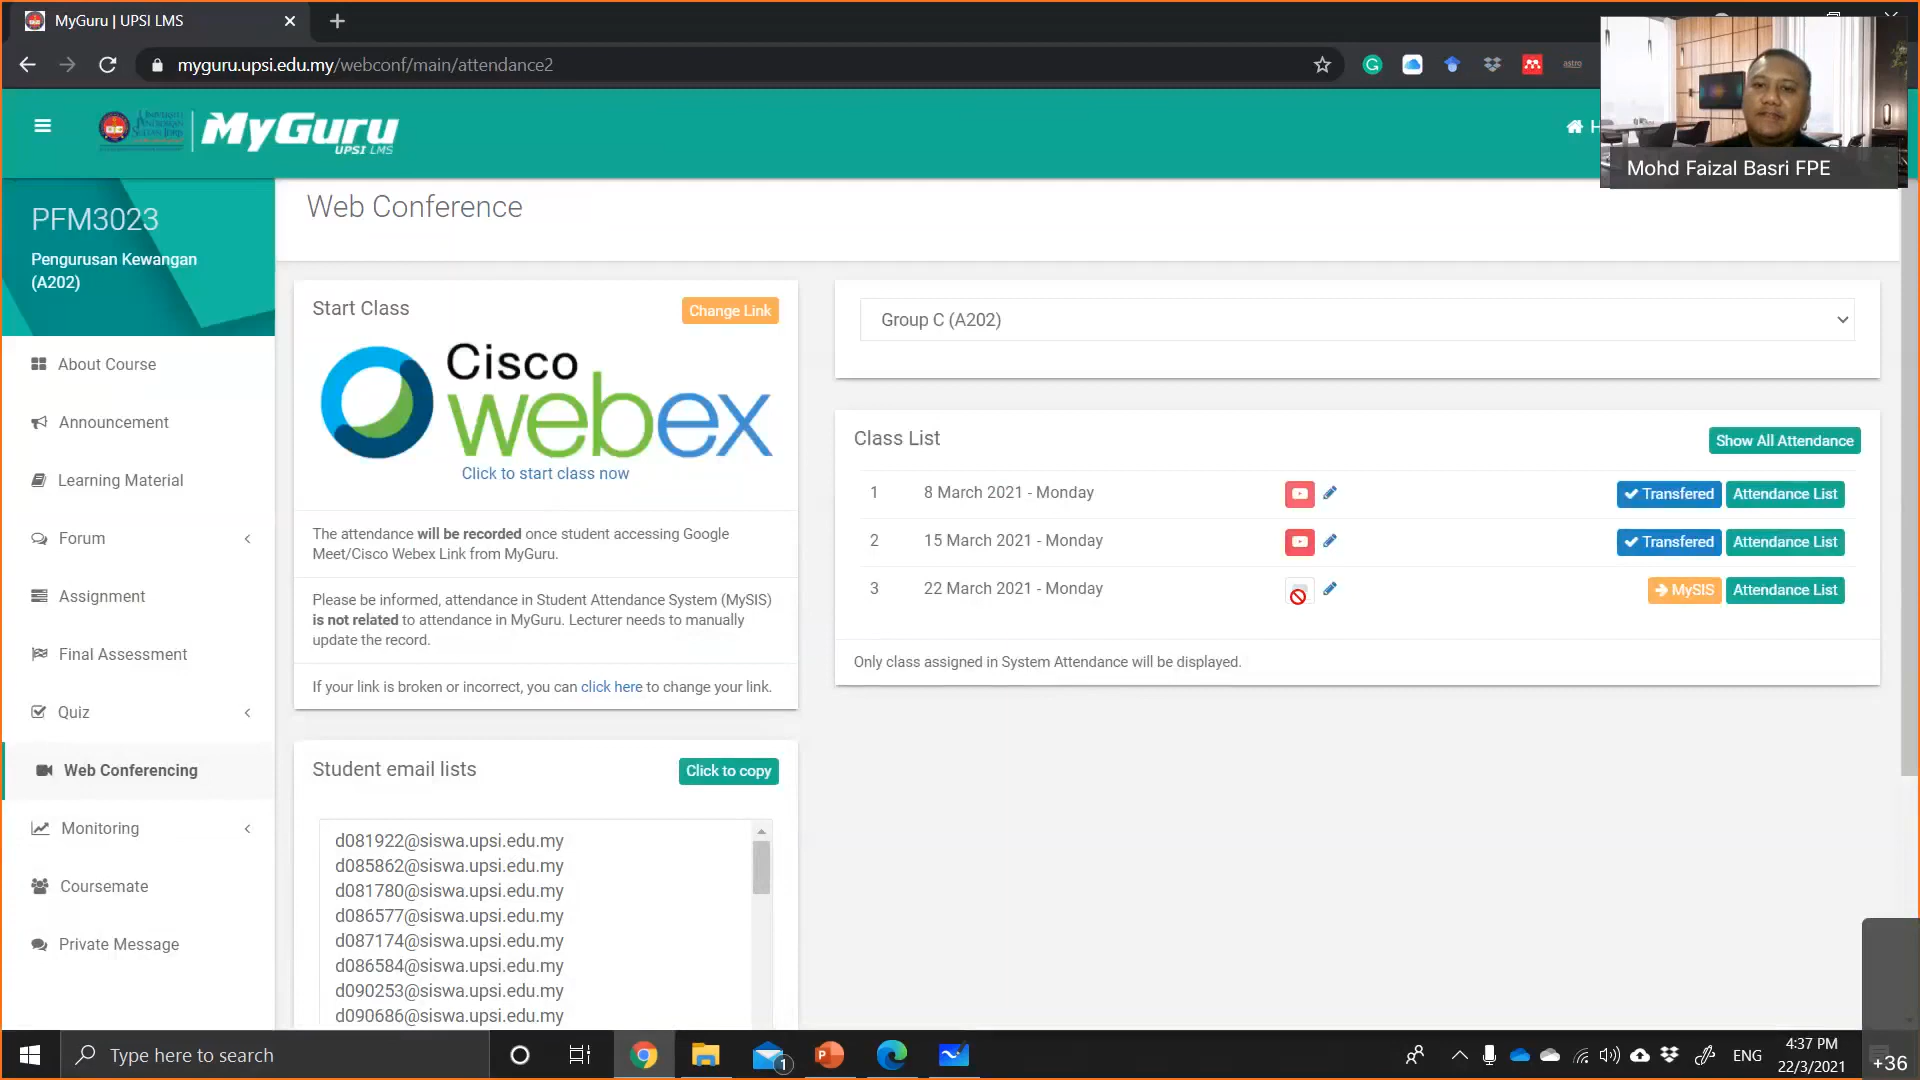 MyGuru | UPSI LMS
myguru.upsi.edu.my/webconf/main/attendance2
astro
UNIVERSITI
PENDIDIKAN
SULTAN IDRIS
MyGuru
UPSI LMS
H
Mohd Faizal Basri FPE
PFM3023
Pengurusan Kewangan
(A202)
About Course
Announcement
Learning Material
Forum
Assignment
Final Assessment
Quiz
Web Conferencing
Monitoring
Coursemate
Private Message
Web Conference
Start Class
Change Link
Cisco
webex
Click to start class now
The attendance will be recorded once student accessing Google
Meet/Cisco Webex Link from MyGuru.
Please be informed, attendance in Student Attendance System (MySIS)
is not related to attendance in MyGuru. Lecturer needs to manually
update the record.
If your link is broken or incorrect, you can click here to change your link.
Student email lists
Click to copy
d081922@siswa.upsi.edu.my
d085862@siswa.upsi.edu.my
d081780@siswa.upsi.edu.my
d086577@siswa.upsi.edu.my
d087174@siswa.upsi.edu.my
d086584@siswa.upsi.edu.my
d090253@siswa.upsi.edu.my
d090686@siswa.upsi.edu.my
Group C (A202)
Class List
Show All Attendance
1 8 March 2021 - Monday Transfered Attendance List
2 15 March 2021 - Monday Transfered Attendance List
3 22 March 2021 - Monday MySIS Attendance List
Only class assigned in System Attendance will be displayed.
Type here to search
1
ENG
4:37 PM
22/3/2021
+36